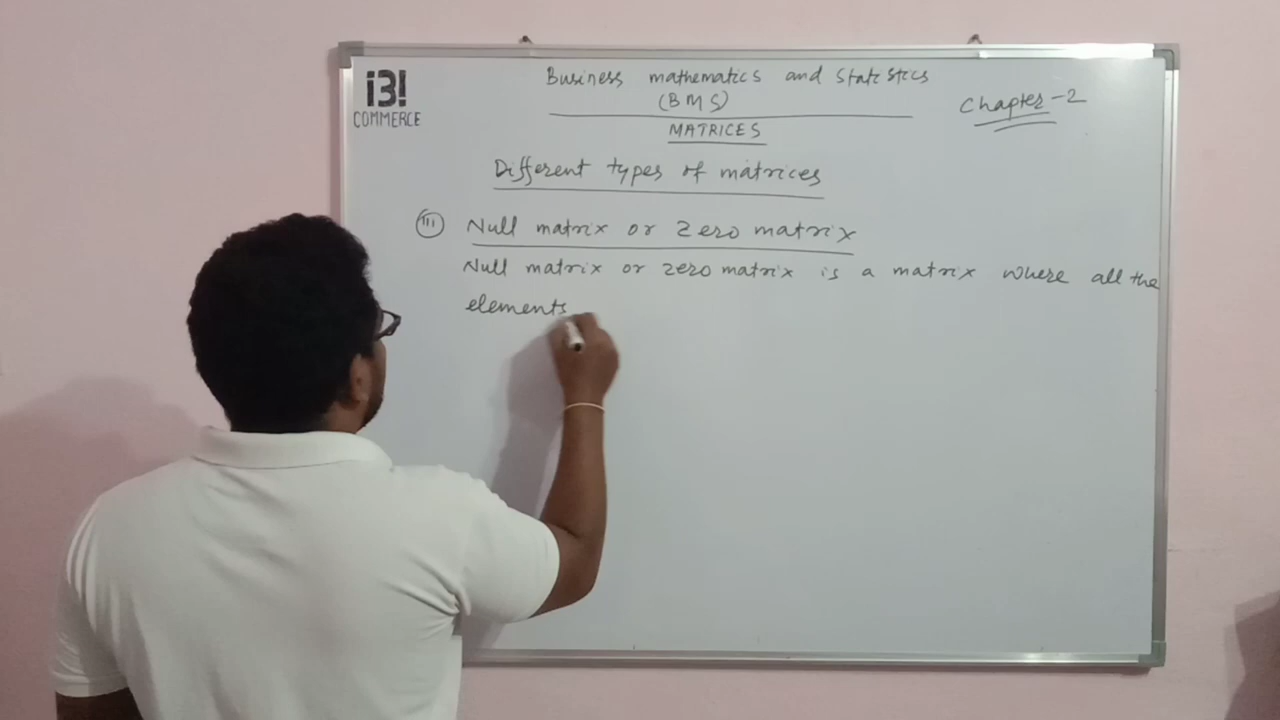 i3!
COMMERCE
Business mathematics and statistics
(BMS)
Chapter-2
MATRICES
Different types of matrices
(III) Null matrix or Zero matrix
Null matrix or zero matrix is a matrix where all the
elements